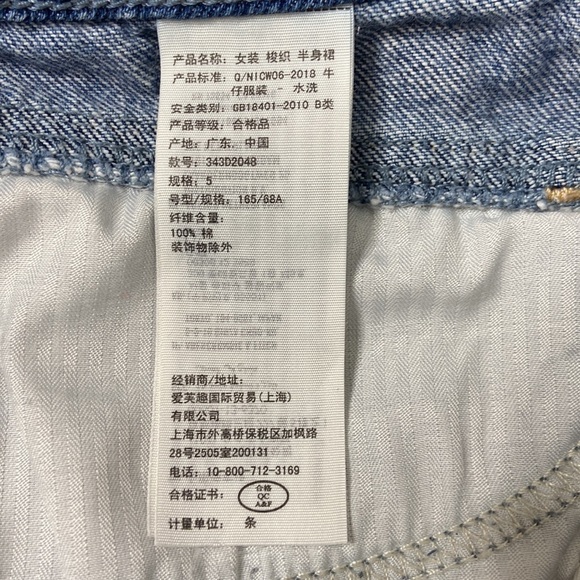 产品名称: 女装 梭织 半身裙
产品标准: Q/NICW06-2018 牛
仔服装 - 水洗
安全类别: GB18401-2010 B类
产品等级: 合格品
产地: 广东, 中国
款号: 343D2048
规格: 5
号型/规格: 165/68A
纤维含量:
100% 棉
装饰物除外
经销商/地址:
爱芙趣国际贸易(上海)
有限公司
上海市外高桥保税区加枫路
28号2505室200131
电话: 10-800-712-3169
合格证书: 合格
QC
A&F
计量单位: 条